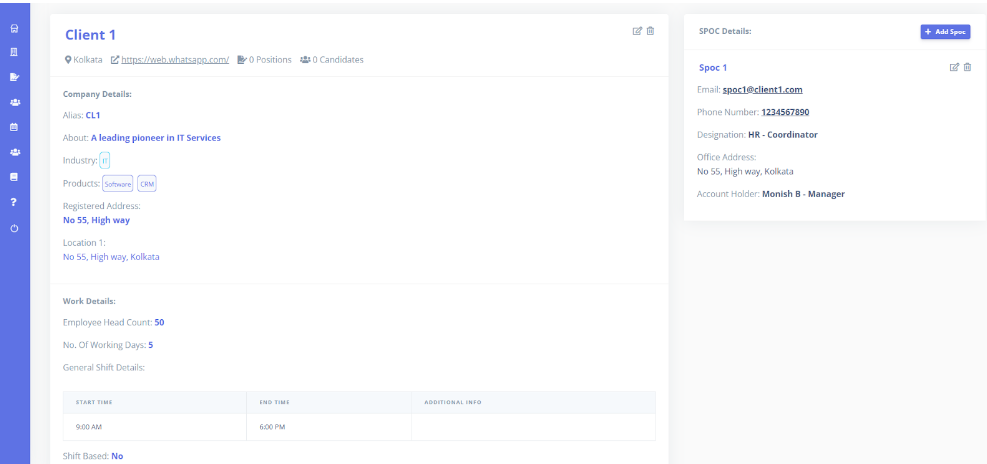 Client 1
Kolkata https://web.whatsapp.com/ 0 Positions 0 Candidates
Company Details:
Alias: CL1
About: A leading pioneer in IT Services
Industry: IT
Products: Software CRM
Registered Address:
No 55, High way
Location 1:
No 55, High way, Kolkata
Work Details:
Employee Head Count: 50
No. Of Working Days: 5
General Shift Details:
START TIME END TIME ADDITIONAL INFO
9:00 AM 6:00 PM
Shift Based: No
SPOC Details: + Add Spoc
Spoc 1
Email: spoc1@client1.com
Phone Number: 1234567890
Designation: HR - Coordinator
Office Address:
No 55, High way, Kolkata
Account Holder: Monish B - Manager